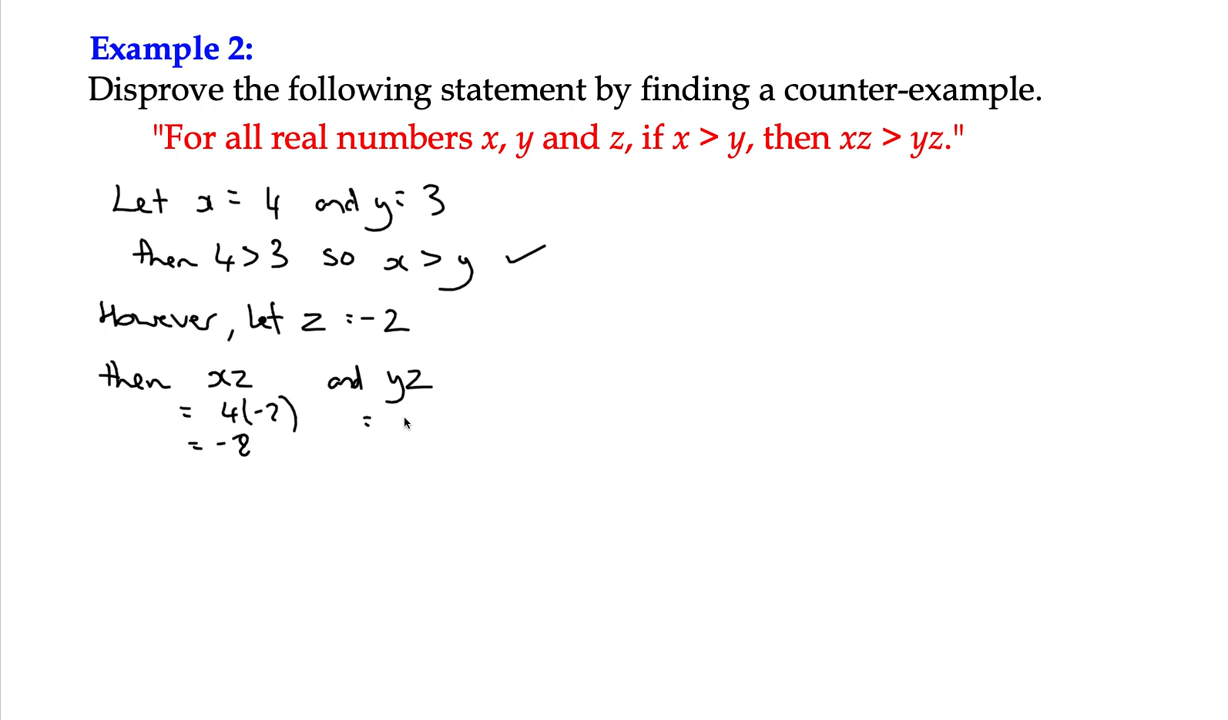 Example 2:
Disprove the following statement by finding a counter-example.
"For all real numbers x, y and z, if x > y, then xz > yz."
Let x = 4 and y = 3
then 4 > 3 so x > y ✓
However, let z = -2
then xz and yz
= 4(-2) =
= -8